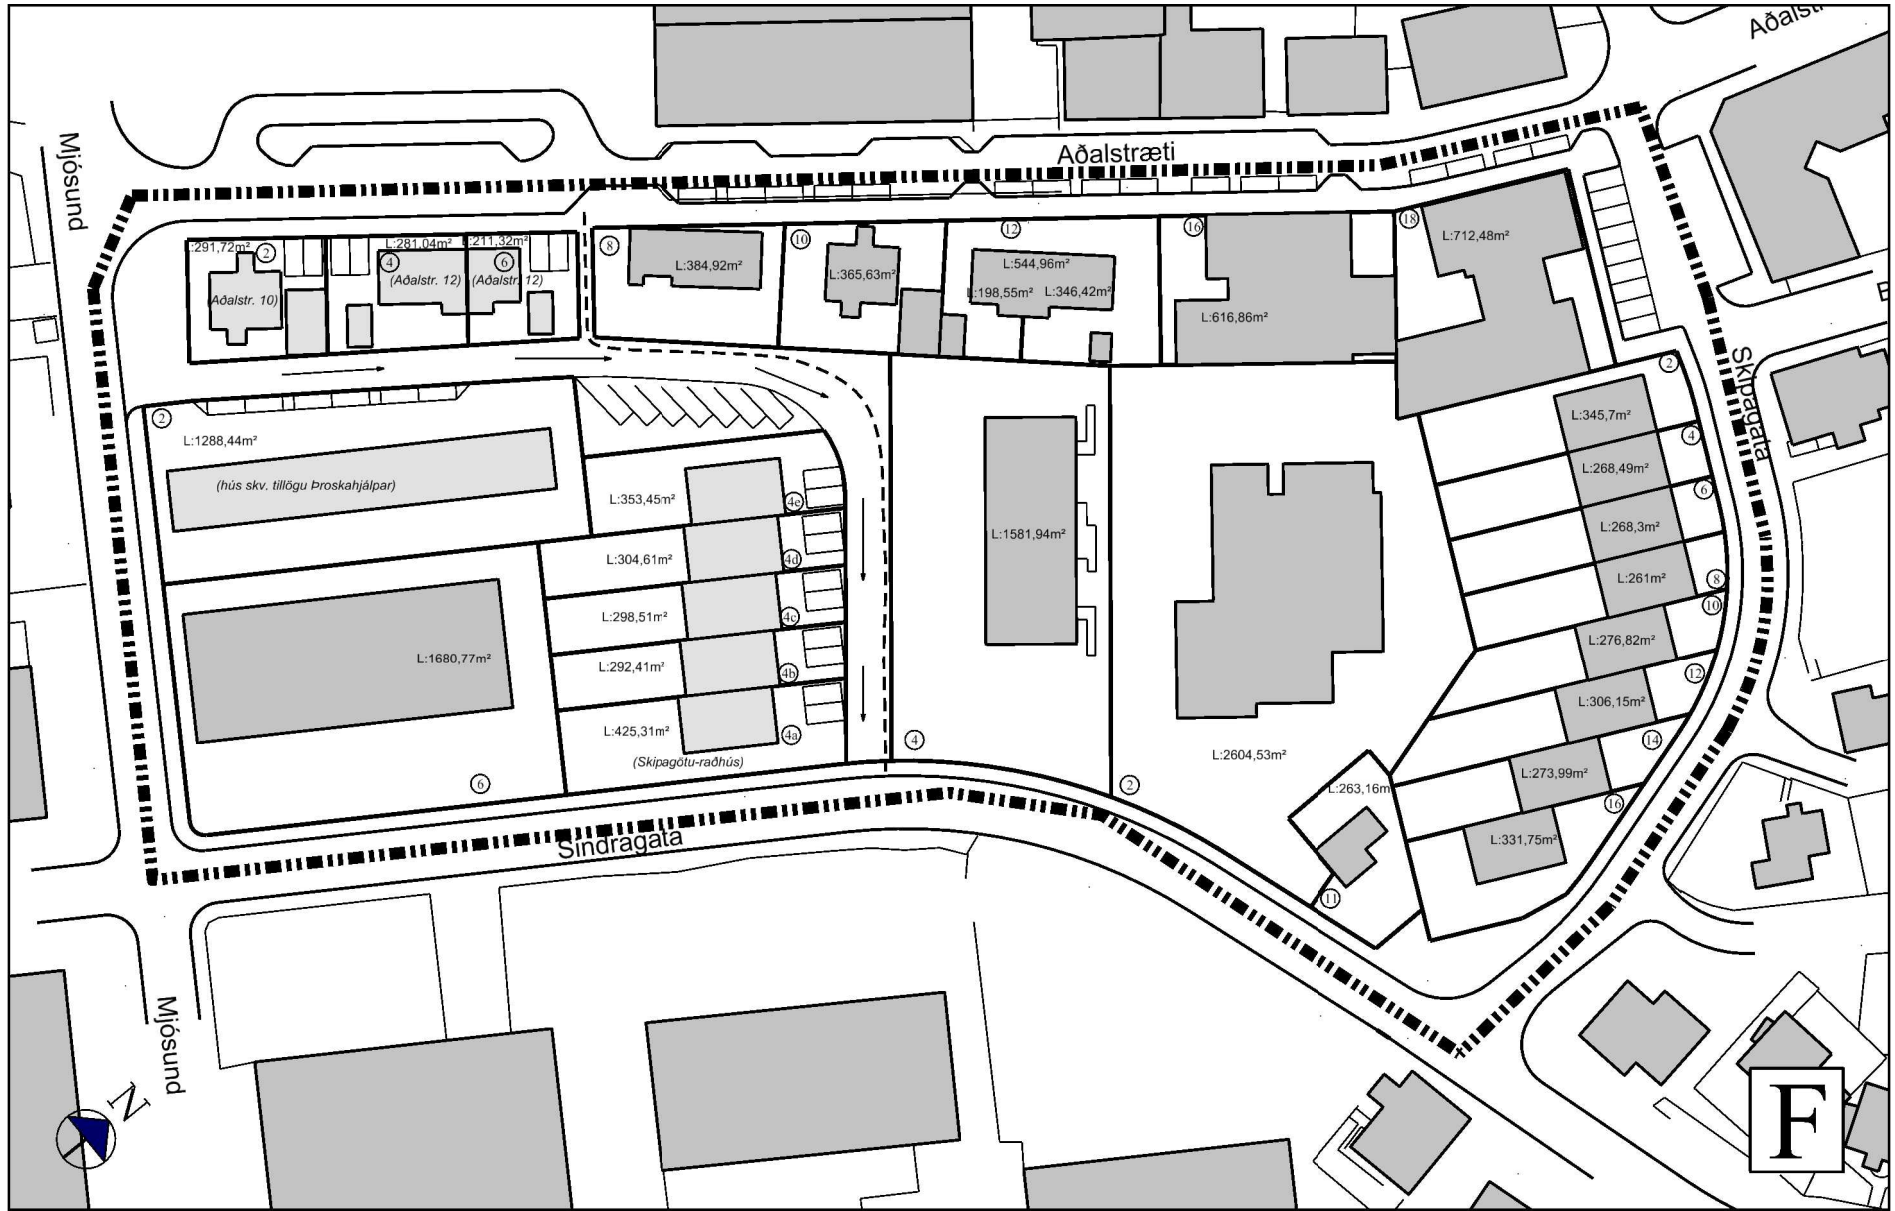 Aðalstræti
Mjósund
L:291,72m²
2
L:281,04m²
L:211,32m²
4
6
(Aðalstr. 10)
(Aðalstr. 12)
(Aðalstr. 12)
8
L:384,92m²
10
L:365,63m²
12
L:544,96m²
L:198,55m²
L:346,42m²
16
L:616,86m²
18
L:712,48m²
Skipagata
2
L:1288,44m²
(hús skv. tillögu Þroskahjálpar)
L:353,45m²
4e
L:304,61m²
4d
L:298,51m²
4c
L:292,41m²
4b
L:425,31m²
4a
(Skipagötu-raðhús)
L:1680,77m²
6
L:1581,94m²
4
L:2604,53m²
2
L:263,16m²
11
2
L:345,7m²
4
L:268,49m²
6
L:268,3m²
L:261m²
8
10
L:276,82m²
12
L:306,15m²
14
L:273,99m²
16
L:331,75m²
Sindragata
Mjósund
N
F